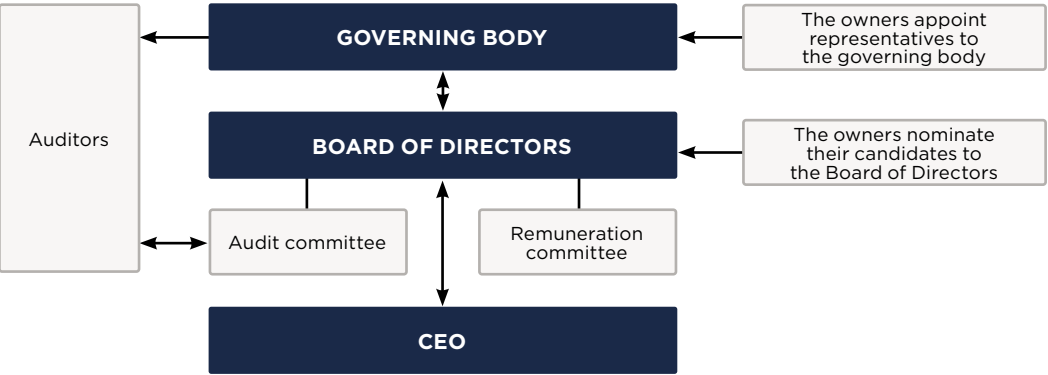 GOVERNING BODY
The owners appoint
representatives to
the governing body
Auditors
BOARD OF DIRECTORS
The owners nominate
their candidates to
the Board of Directors
Audit committee
Remuneration
committee
CEO